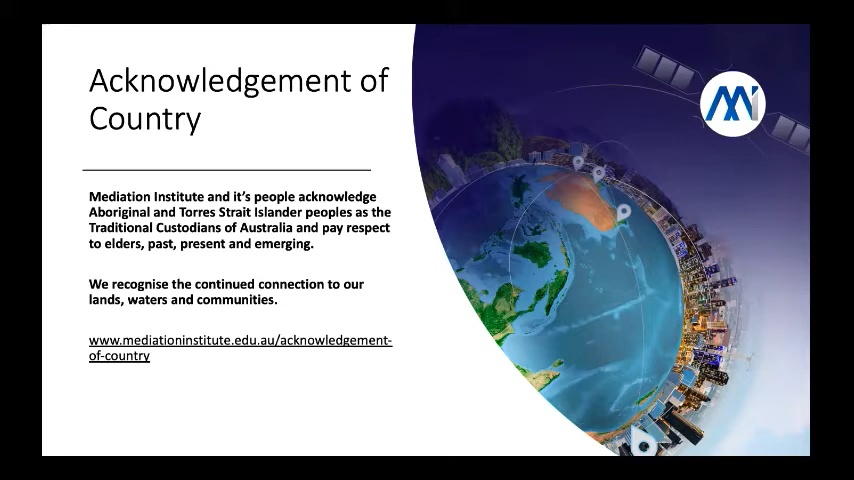 Acknowledgement of
Country
Mediation Institute and it's people acknowledge
Aboriginal and Torres Strait Islander peoples as the
Traditional Custodians of Australia and pay respect
to elders, past, present and emerging.
We recognise the continued connection to our
lands, waters and communities.
www.mediationinstitute.edu.au/acknowledgement-
of-country
MI